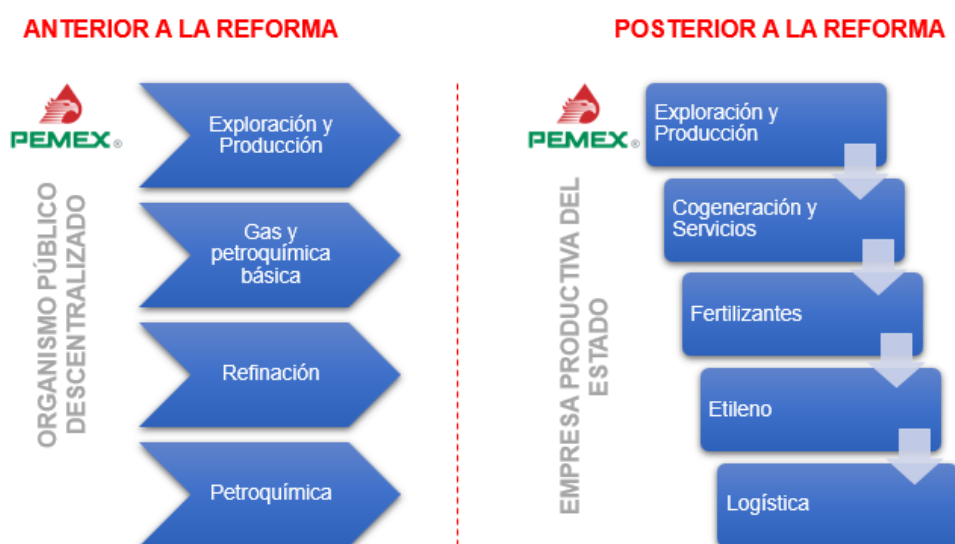 ANTERIOR A LA REFORMA
PEMEX®
ORGANISMO PÚBLICO
DESCENTRALIZADO
Exploración y
Producción
Gas y
petroquímica
básica
Refinación
Petroquímica
POSTERIOR A LA REFORMA
PEMEX®
EMPRESA PRODUCTIVA DEL
ESTADO
Exploración y
Producción
Cogeneración y
Servicios
Fertilizantes
Etileno
Logística